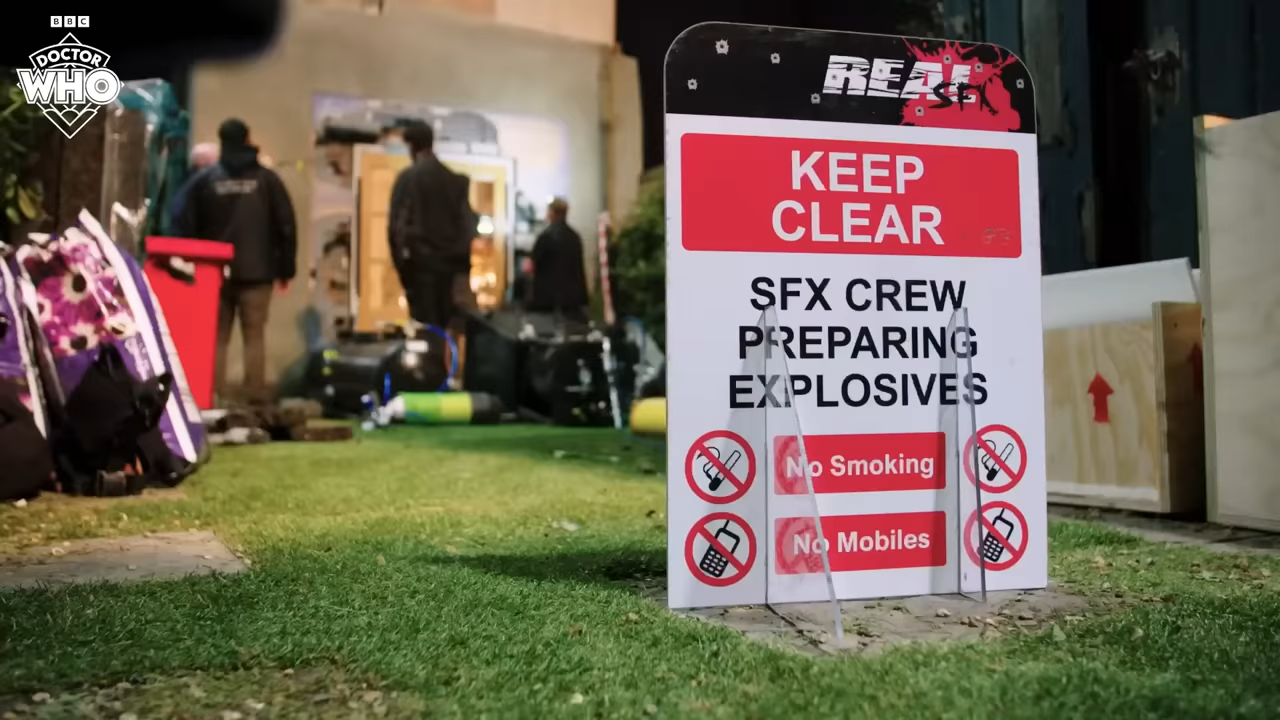 BBC
DOCTOR
WHO
REAL
SFX
KEEP
CLEAR
SFX CREW
PREPARING
EXPLOSIVES
No Smoking
No Mobiles